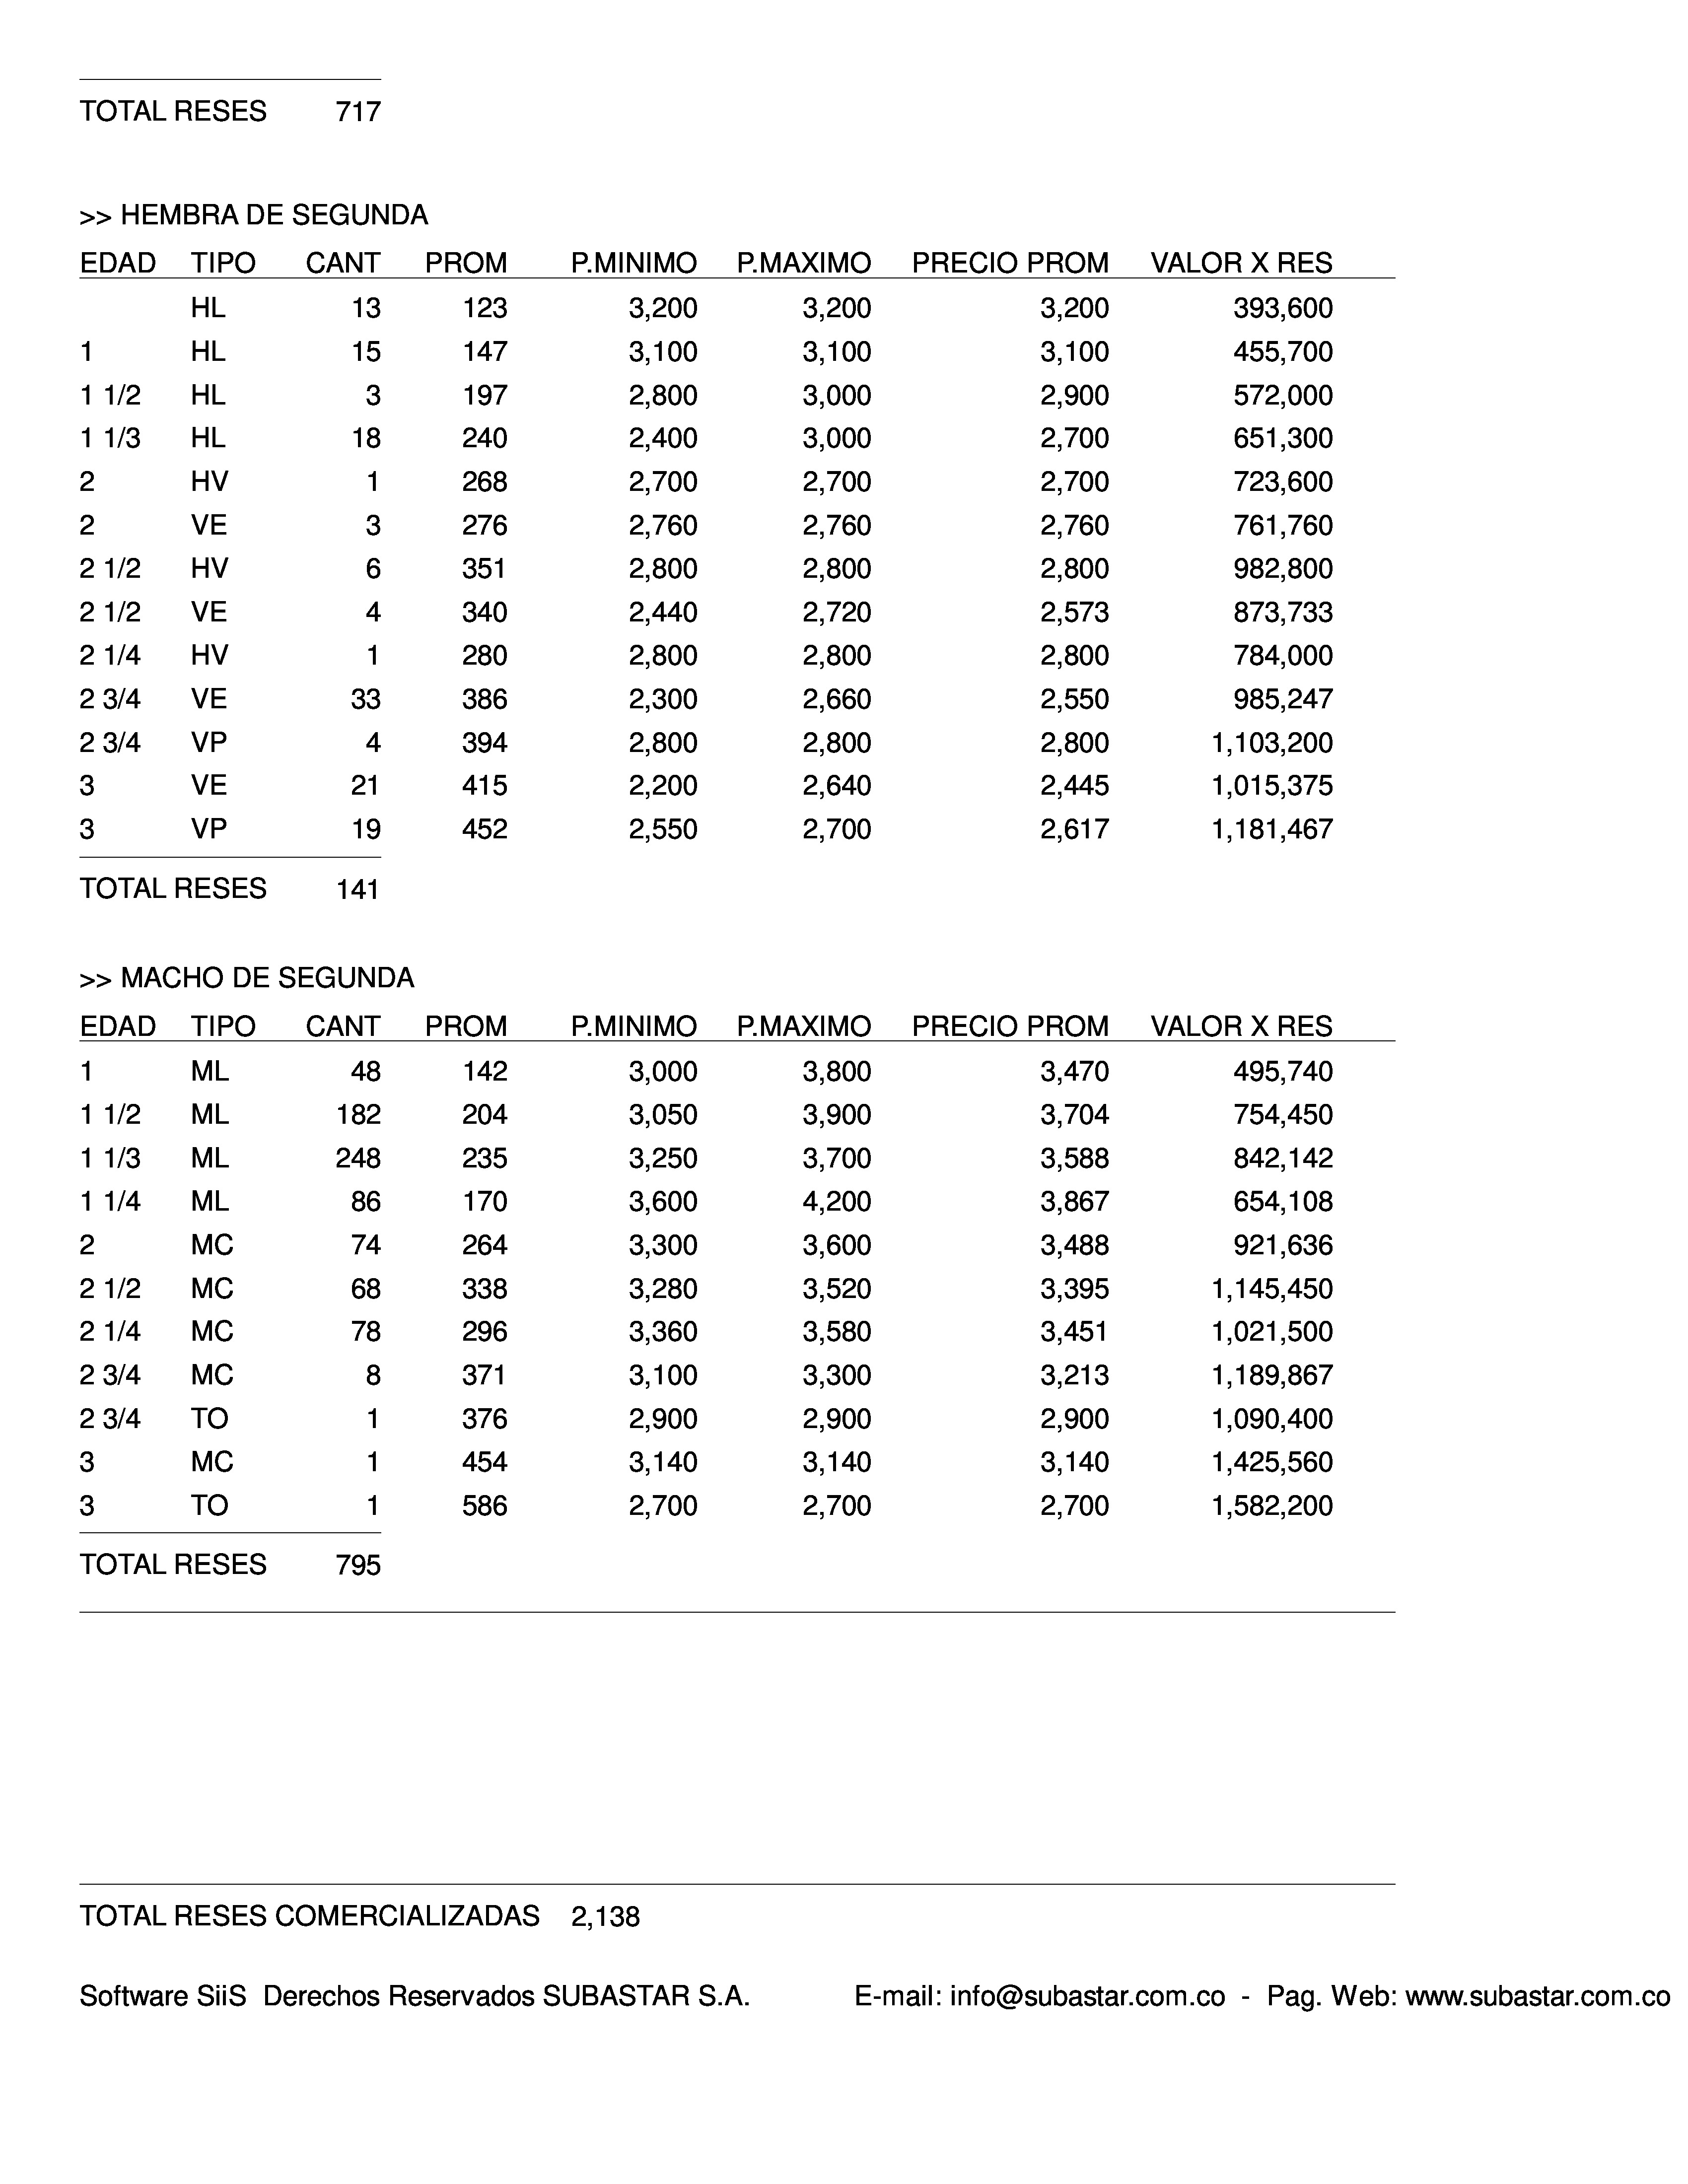 TOTAL RESES 717
>> HEMBRA DE SEGUNDA
EDAD TIPO CANT PROM P.MINIMO P.MAXIMO PRECIO PROM VALOR X RES
HL 13 123 3,200 3,200 3,200 393,600
1 HL 15 147 3,100 3,100 3,100 455,700
1 1/2 HL 3 197 2,800 3,000 2,900 572,000
1 1/3 HL 18 240 2,400 3,000 2,700 651,300
2 HV 1 268 2,700 2,700 2,700 723,600
2 VE 3 276 2,760 2,760 2,760 761,760
2 1/2 HV 6 351 2,800 2,800 2,800 982,800
2 1/2 VE 4 340 2,440 2,720 2,573 873,733
2 1/4 HV 1 280 2,800 2,800 2,800 784,000
2 3/4 VE 33 386 2,300 2,660 2,550 985,247
2 3/4 VP 4 394 2,800 2,800 2,800 1,103,200
3 VE 21 415 2,200 2,640 2,445 1,015,375
3 VP 19 452 2,550 2,700 2,617 1,181,467
TOTAL RESES 141
>> MACHO DE SEGUNDA
EDAD TIPO CANT PROM P.MINIMO P.MAXIMO PRECIO PROM VALOR X RES
1 ML 48 142 3,000 3,800 3,470 495,740
1 1/2 ML 182 204 3,050 3,900 3,704 754,450
1 1/3 ML 248 235 3,250 3,700 3,588 842,142
1 1/4 ML 86 170 3,600 4,200 3,867 654,108
2 MC 74 264 3,300 3,600 3,488 921,636
2 1/2 MC 68 338 3,280 3,520 3,395 1,145,450
2 1/4 MC 78 296 3,360 3,580 3,451 1,021,500
2 3/4 MC 8 371 3,100 3,300 3,213 1,189,867
2 3/4 TO 1 376 2,900 2,900 2,900 1,090,400
3 MC 1 454 3,140 3,140 3,140 1,425,560
3 TO 1 586 2,700 2,700 2,700 1,582,200
TOTAL RESES 795
TOTAL RESES COMERCIALIZADAS 2,138
Software SiiS Derechos Reservados SUBASTAR S.A. E-mail: info@subastar.com.co - Pag. Web: www.subastar.com.co